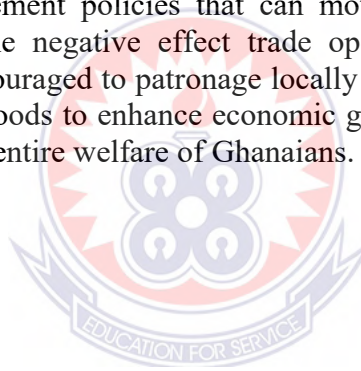 ement policies that can mo
e negative effect trade op
ouraged to patronage locally
oods to enhance economic g
entire welfare of Ghanaians.
EDUCATION FOR SERVICE